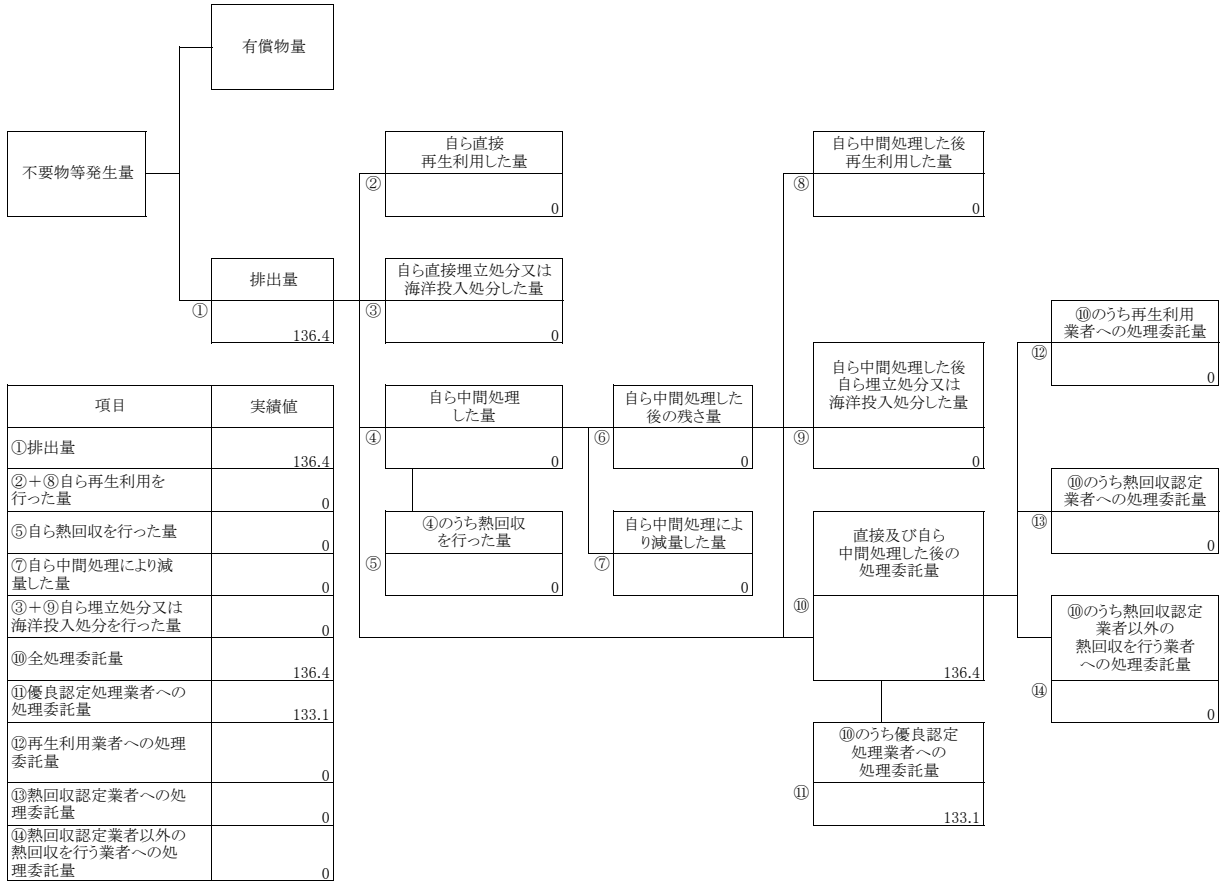 有償物量
不要物等発生量
自ら直接
再生利用した量
②
0
自ら中間処理した後
再生利用した量
⑧
0
排出量
①
136.4
自ら直接埋立処分又は
海洋投入処分した量
③
0
⑩のうち再生利用
業者への処理委託量
⑫
0
自ら中間処理
した量
④
0
自ら中間処理した
後の残さ量
⑥
0
自ら中間処理した後
自ら埋立処分又は
海洋投入処分した量
⑨
0
⑩のうち熱回収認定
業者への処理委託量
⑬
0
④のうち熱回収
を行った量
⑤
0
自ら中間処理によ
り減量した量
⑦
0
直接及び自ら
中間処理した後の
処理委託量
⑩
136.4
⑩のうち熱回収認定
業者以外の
熱回収を行う業者
への処理委託量
⑭
0
⑩のうち優良認定
処理業者への
処理委託量
⑪
133.1
項目 実績値
①排出量
136.4
②+⑧自ら再生利用を
行った量
0
⑤自ら熱回収を行った量
0
⑦自ら中間処理により減
量した量
0
③+⑨自ら埋立処分又は
海洋投入処分を行った量
0
⑩全処理委託量
136.4
⑪優良認定処理業者への
処理委託量
133.1
⑫再生利用業者への処理
委託量
0
⑬熱回収認定業者への処
理委託量
0
⑭熱回収認定業者以外の
熱回収を行う業者への処
理委託量
0